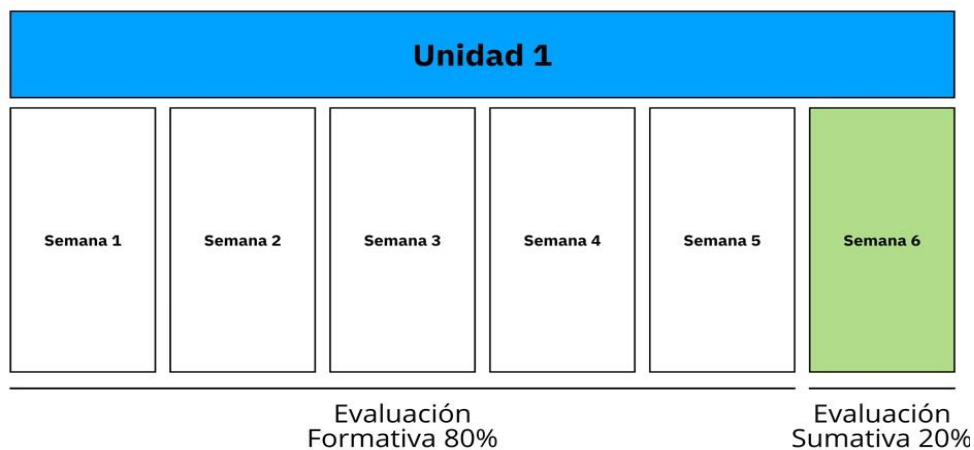 Unidad 1
Semana 1
Semana 2
Semana 3
Semana 4
Semana 5
Semana 6
Evaluación
Formativa 80%
Evaluación
Sumativa 20%